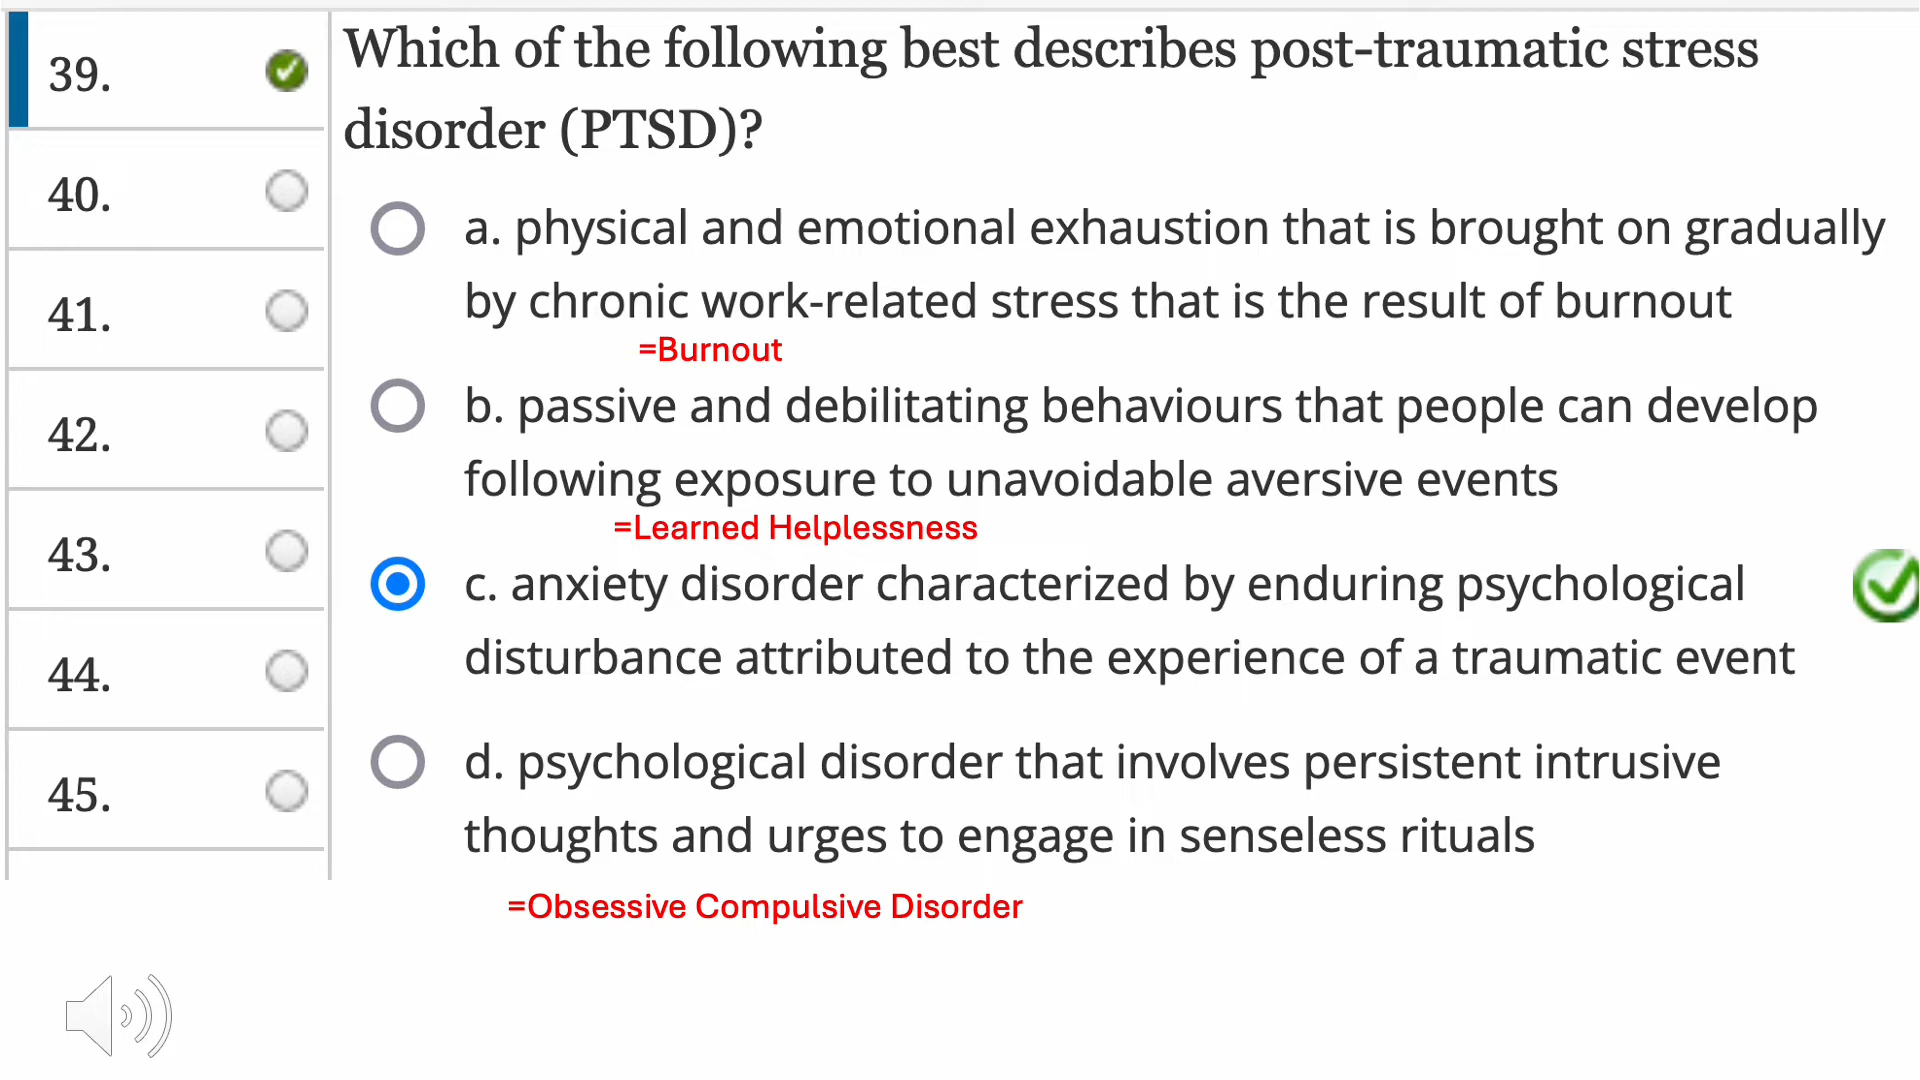 39.
40.
41.
42.
43.
44.
45.
Which of the following best describes post-traumatic stress
disorder (PTSD)?
a. physical and emotional exhaustion that is brought on gradually
by chronic work-related stress that is the result of burnout
=Burnout
b. passive and debilitating behaviours that people can develop
following exposure to unavoidable aversive events
=Learned Helplessness
c. anxiety disorder characterized by enduring psychological
disturbance attributed to the experience of a traumatic event
d. psychological disorder that involves persistent intrusive
thoughts and urges to engage in senseless rituals
=Obsessive Compulsive Disorder